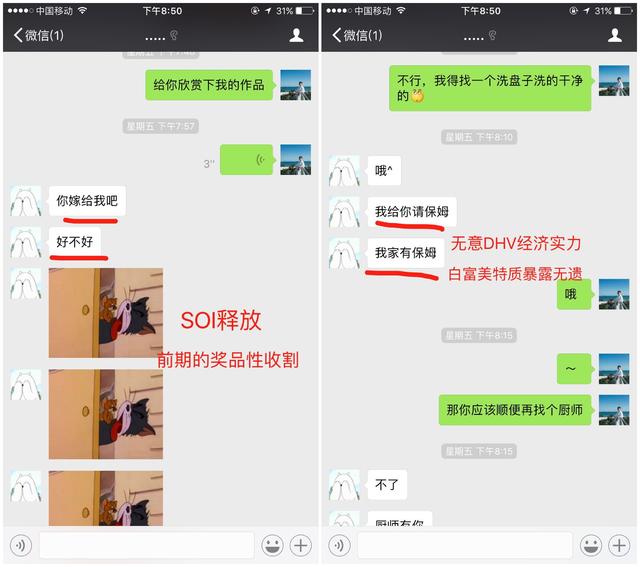 中国移动
下午8:50
31%
微信(1)
.....
给你欣赏下我的作品
星期五 下午7:57
3"
你嫁给我吧
好不好
SOI释放
前期的奖品性收割
中国移动
下午8:50
31%
微信(1)
.....
不行，我得找一个洗盘子洗的干净
的
星期五 下午8:10
哦^
我给你请保姆
我家有保姆
无意DHV经济实力
白富美特质暴露无遗
哦
星期五 下午8:15
～
那你应该顺便再找个厨师
星期五 下午8:15
不了
厨师有你